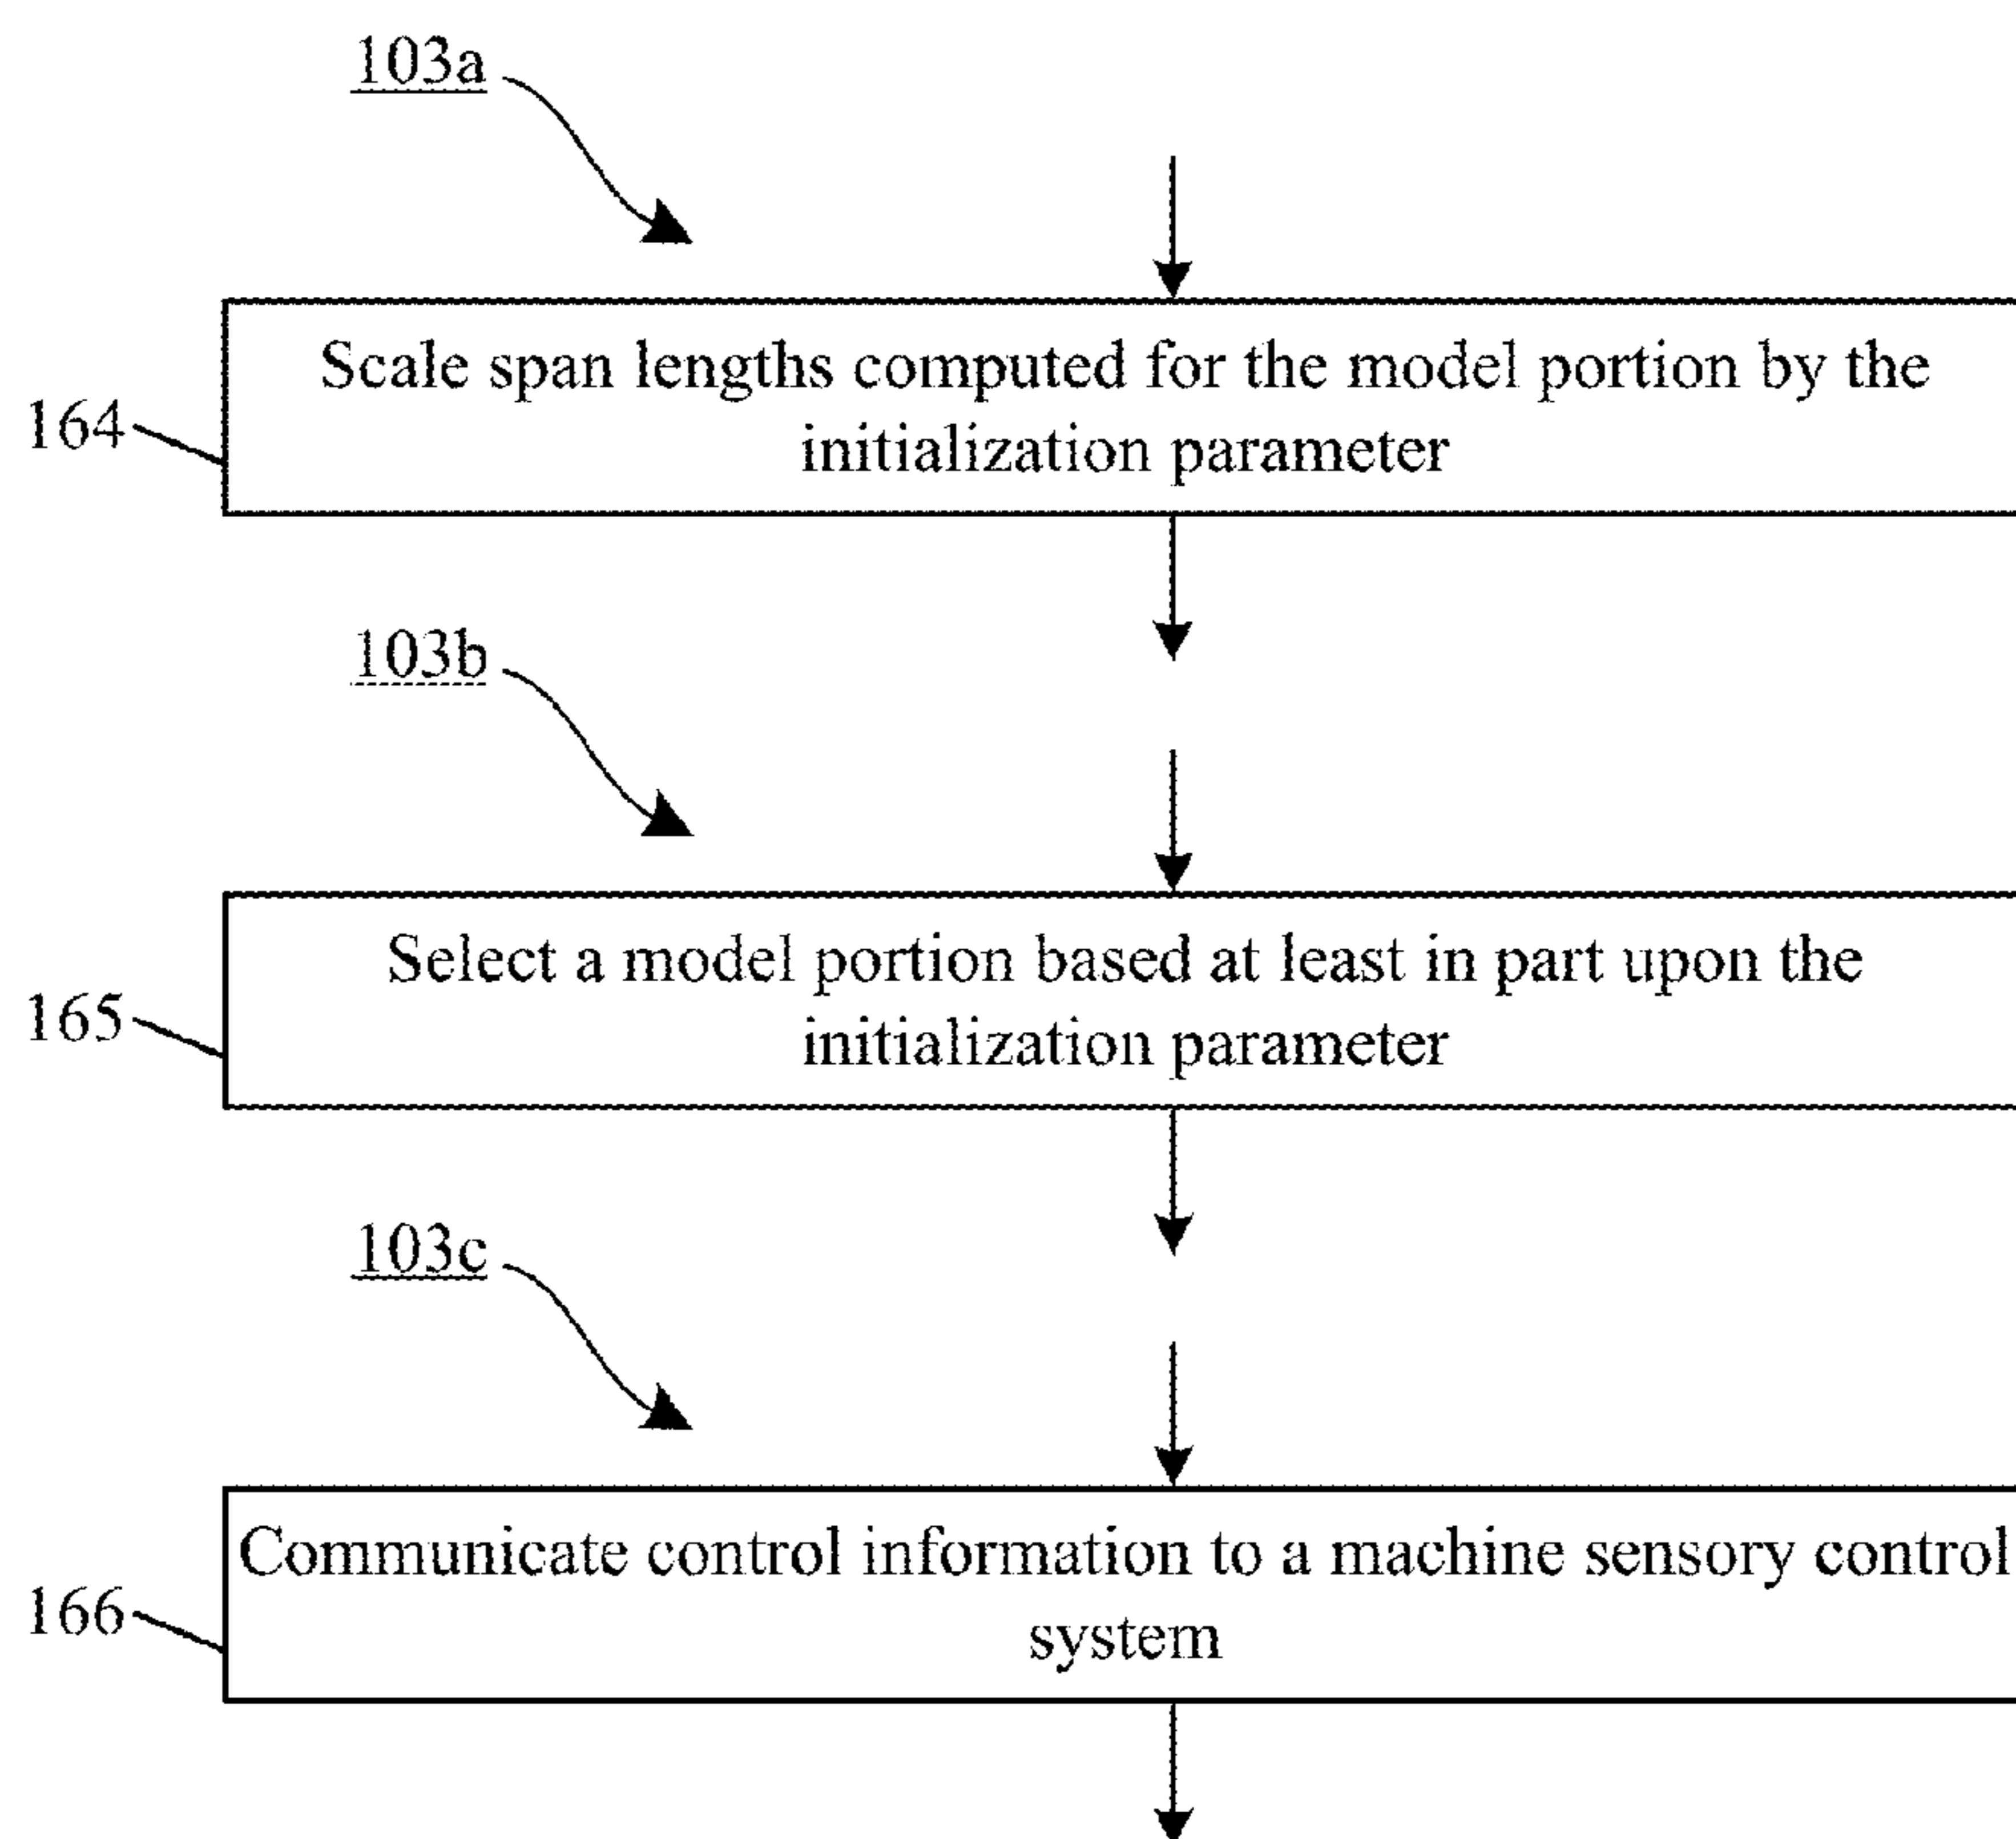 103a
Scale span lengths computed for the model portion by the
initialization parameter
164
103b
Select a model portion based at least in part upon the
initialization parameter
165
103c
Communicate control information to a machine sensory control
system
166